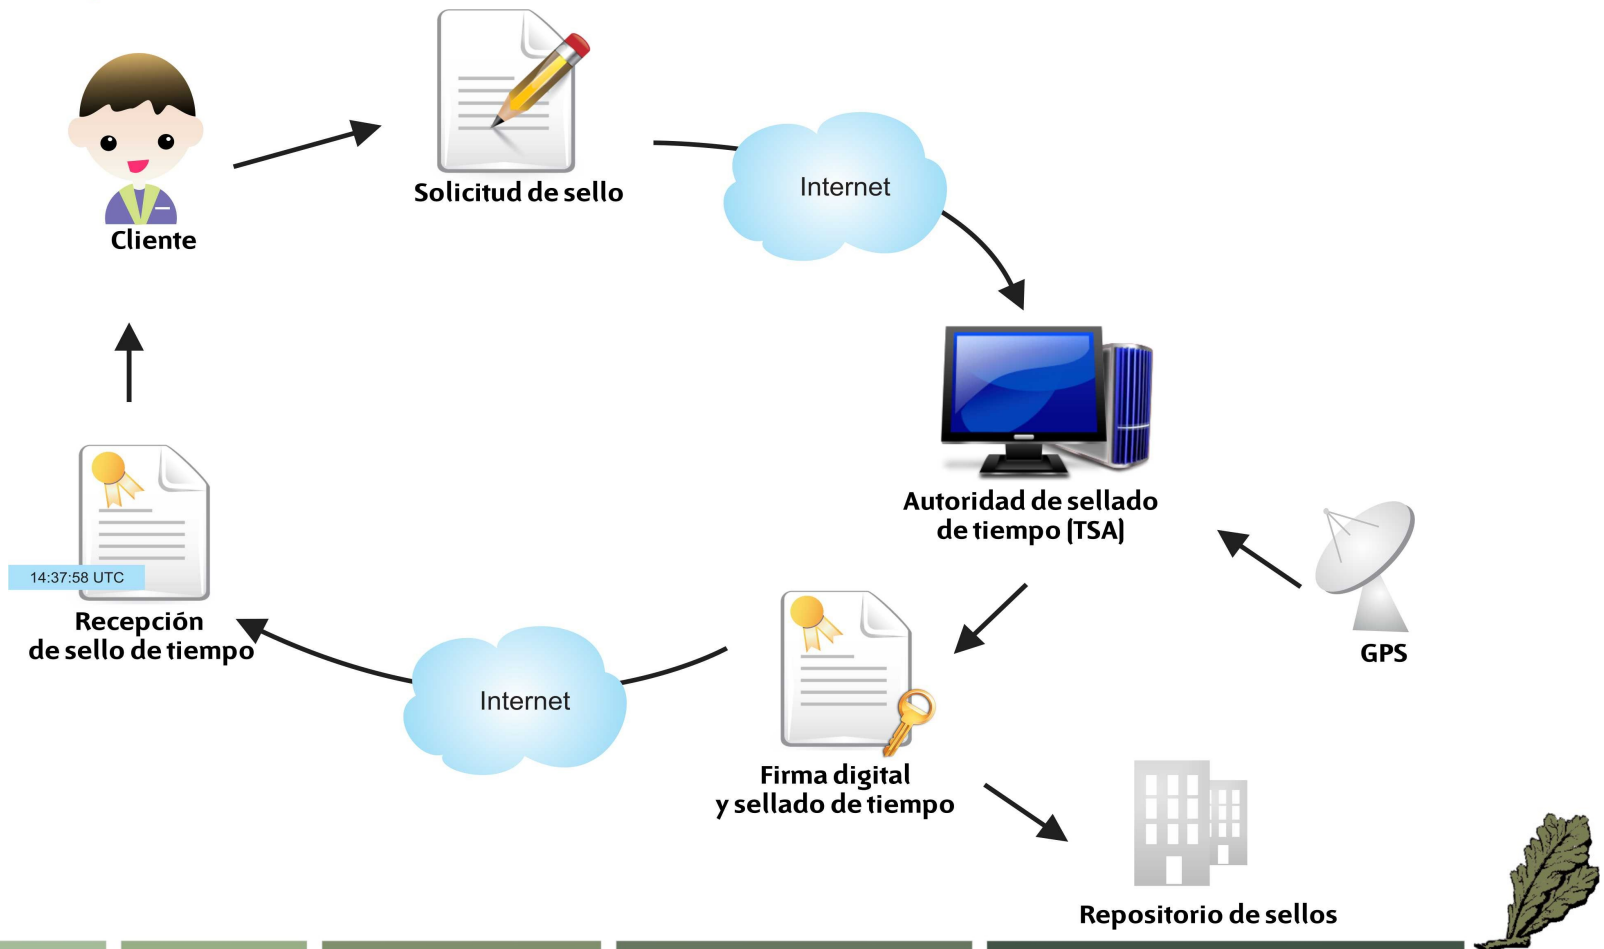 Solicitud de sello
Internet
Cliente
Autoridad de sellado
de tiempo (TSA)
14:37:58 UTC
Recepción
de sello de tiempo
GPS
Internet
Firma digital
y sellado de tiempo
Repositorio de sellos